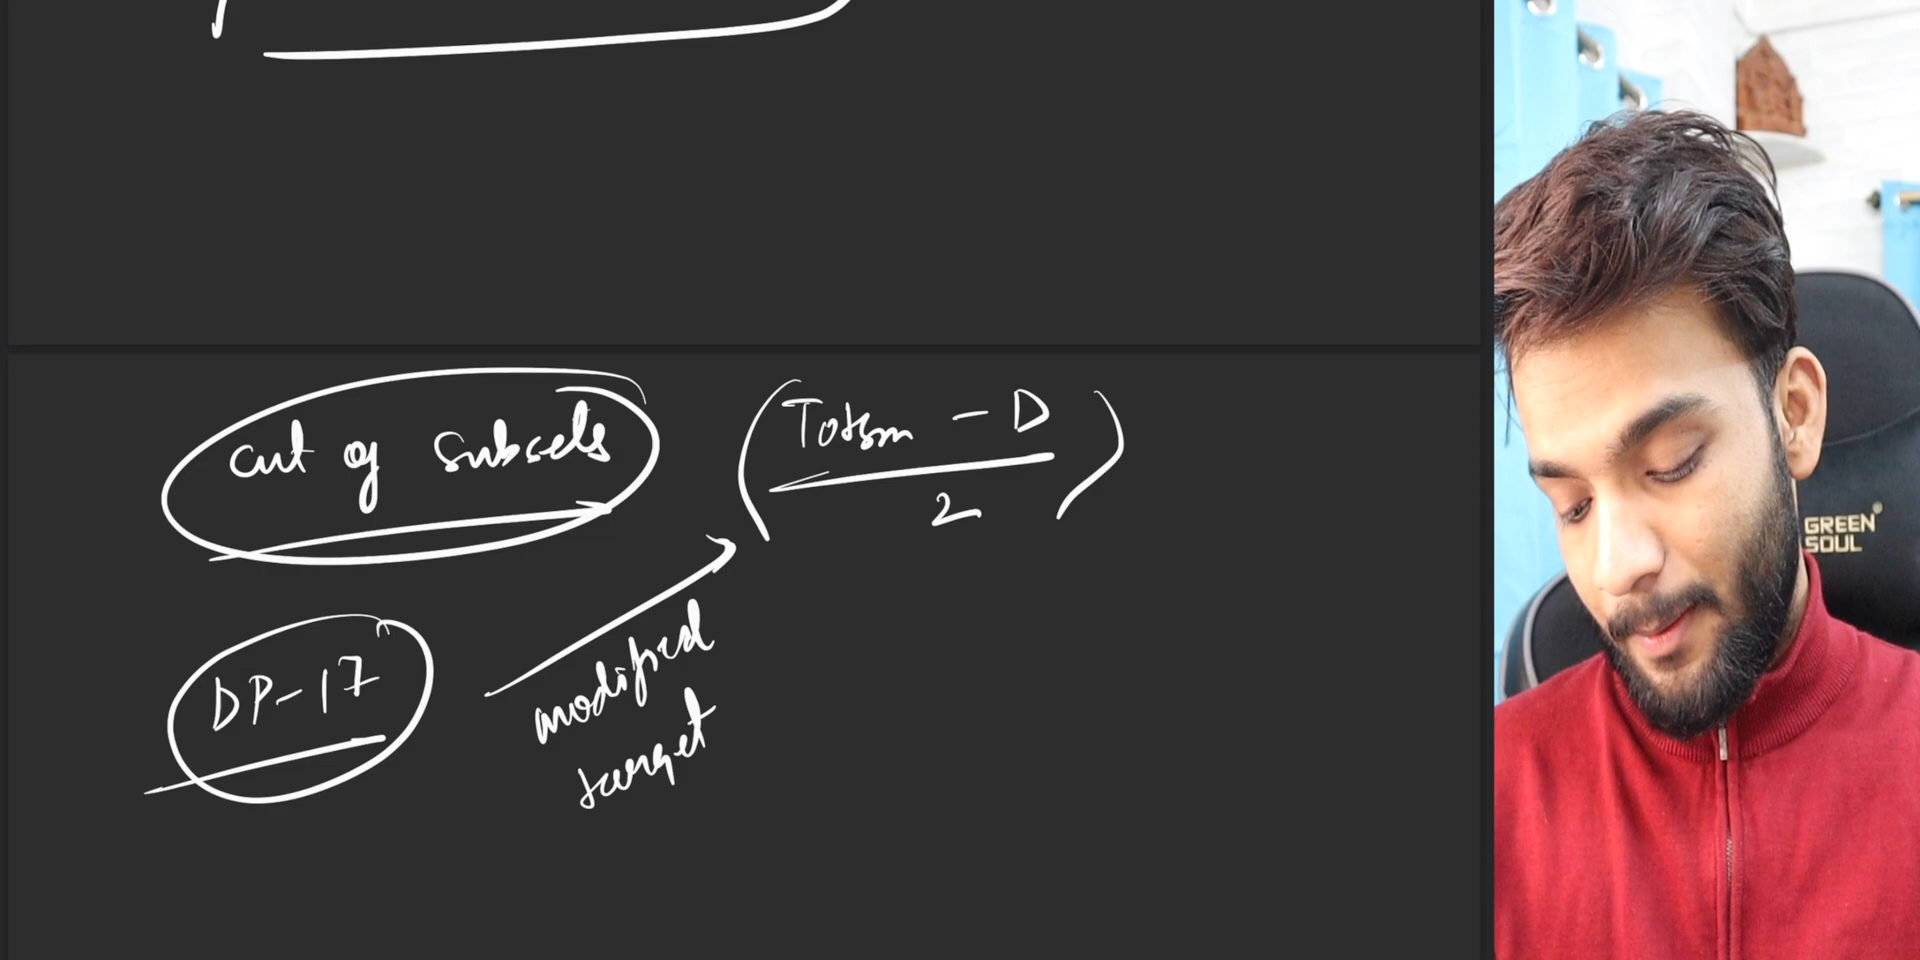 cnt of subsets
(Totsm - D
2)
DP-17
modified
target
GREEN
SOUL